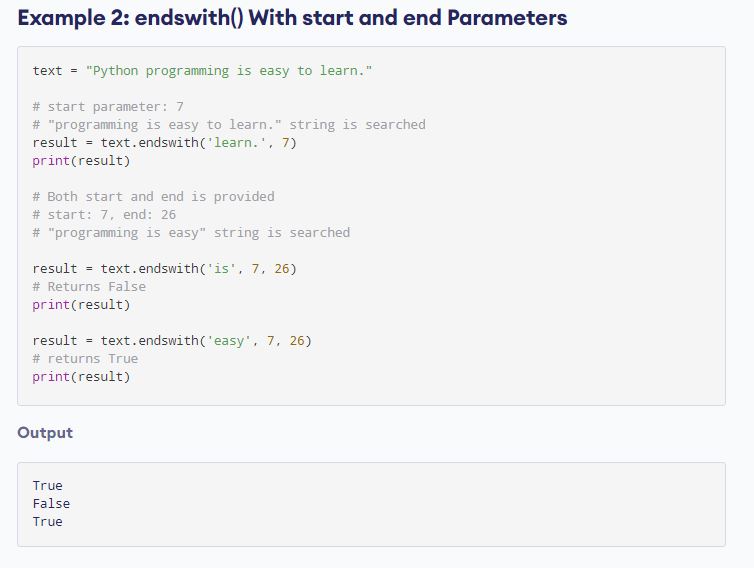 Example 2: endswith() With start and end Parameters
text = "Python programming is easy to learn."
# start parameter: 7
# "programming is easy to learn." string is searched
result = text.endswith('learn.', 7)
print(result)
# Both start and end is provided
# start: 7, end: 26
# "programming is easy" string is searched
result = text.endswith('is', 7, 26)
# Returns False
print(result)
result = text.endswith('easy', 7, 26)
# returns True
print(result)
Output
True
False
True